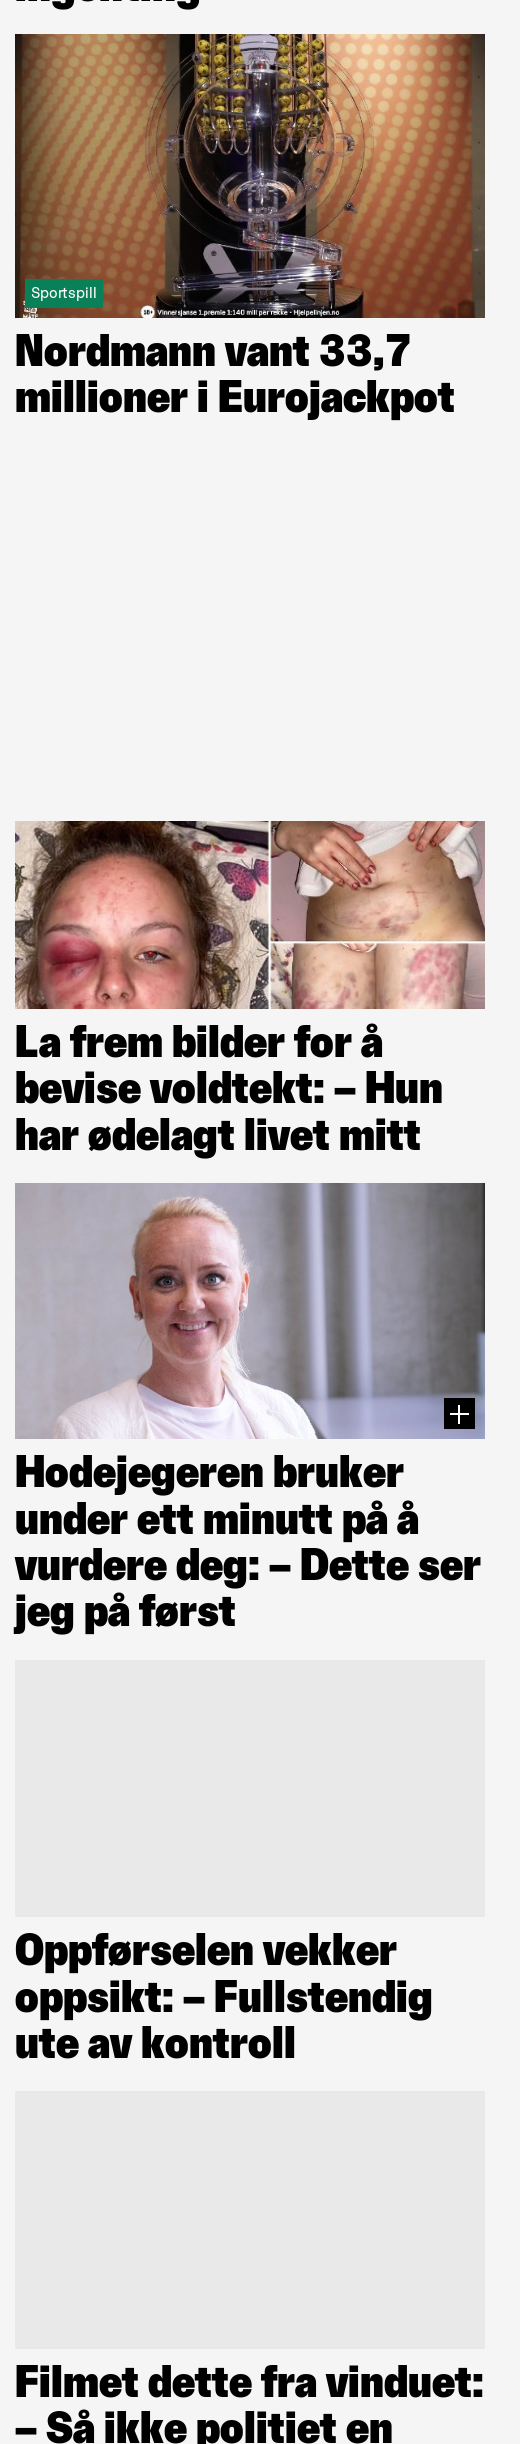 Sportspill
18+ Vinnersjanse 1.premie 1:140 mill per rekke - Hjelpelinjen.no
Nordmann vant 33,7
millioner i Eurojackpot
La frem bilder for å
bevise voldtekt: – Hun
har ødelagt livet mitt
Hodejegeren bruker
under ett minutt på å
vurdere deg: – Dette ser
jeg på først
Oppførselen vekker
oppsikt: – Fullstendig
ute av kontroll
Filmet dette fra vinduet:
– Så ikke politiet en